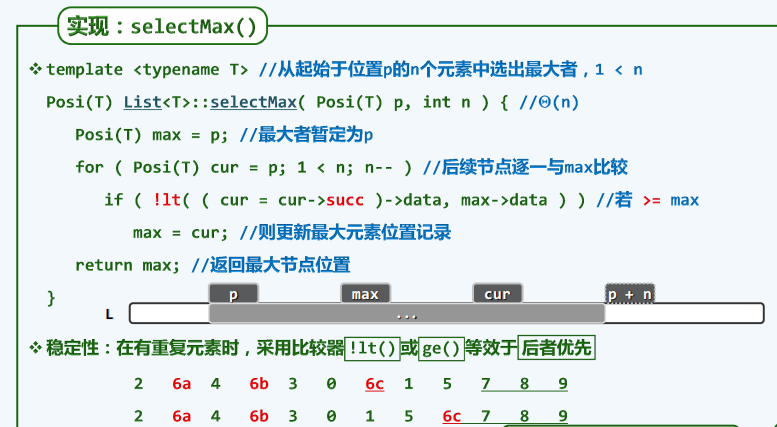 实现：selectMax()
❖ template <typename T> //从起始于位置p的n个元素中选出最大者，1 < n
Posi(T) List<T>::selectMax( Posi(T) p, int n ) { //Θ(n)
Posi(T) max = p; //最大者暂定为p
for ( Posi(T) cur = p; 1 < n; n-- ) //后续节点逐一与max比较
if ( !lt( ( cur = cur->succ )->data, max->data ) ) //若 >= max
max = cur; //则更新最大元素位置记录
return max; //返回最大节点位置
}
p max cur p + n
L ...
❖ 稳定性：在有重复元素时，采用比较器 !lt() 或 ge() 等效于 后者优先
2 6a 4 6b 3 0 6c 1 5 7 8 9
2 6a 4 6b 3 0 1 5 6c 7 8 9